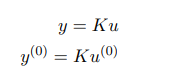 y = Ku
y⁽⁰⁾ = Ku⁽⁰⁾